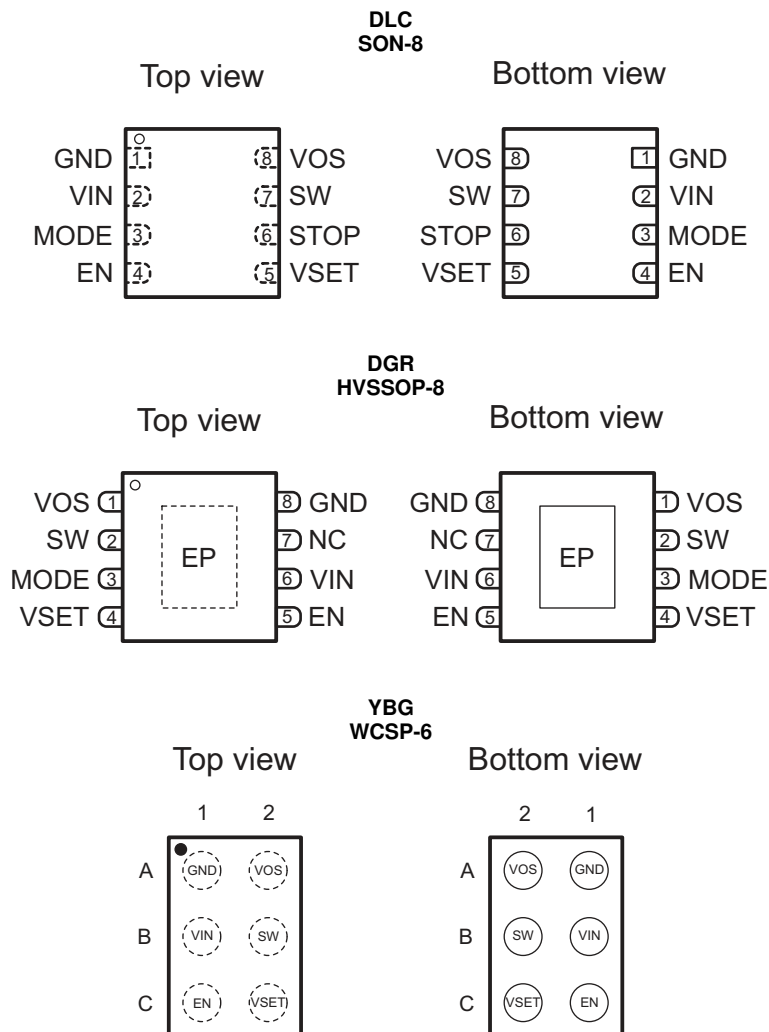 DLC
SON-8
Top view Bottom view
GND 1 8 VOS VOS 8 1 GND
VIN 2 7 SW SW 7 2 VIN
MODE 3 6 STOP STOP 6 3 MODE
EN 4 5 VSET VSET 5 4 EN
DGR
HVSSOP-8
Top view Bottom view
VOS 1 8 GND GND 8 1 VOS
SW 2 7 NC NC 7 2 SW
EP EP
MODE 3 6 VIN VIN 6 3 MODE
VSET 4 5 EN EN 5 4 VSET
YBG
WCSP-6
Top view Bottom view
1 2 2 1
A GND VOS A VOS GND
B VIN SW B SW VIN
C EN VSET C VSET EN